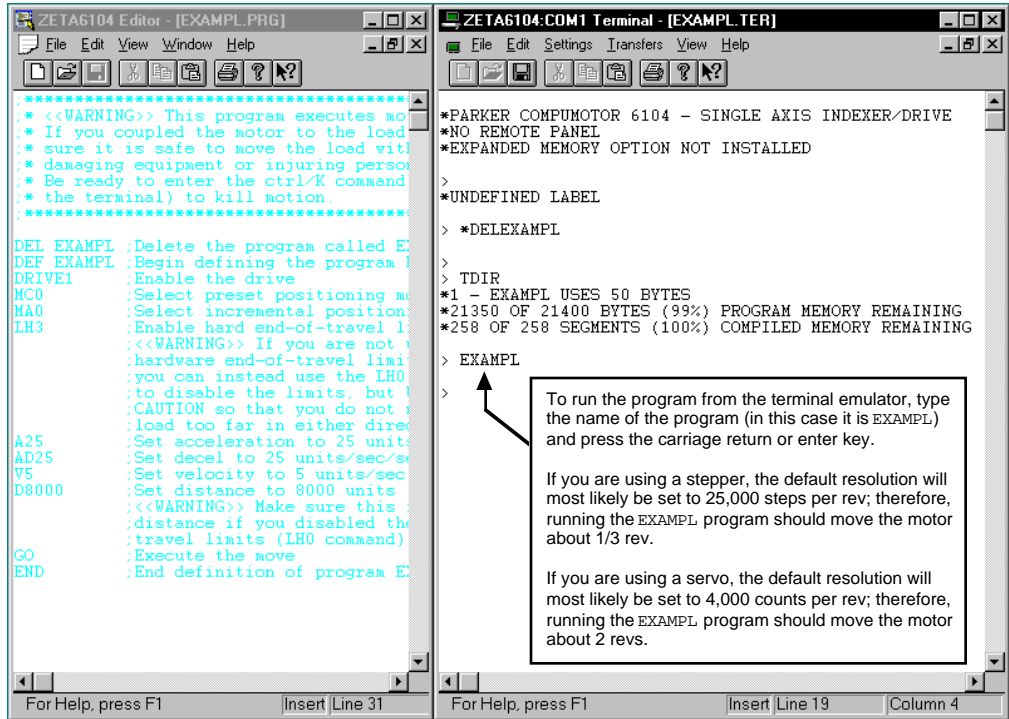 ZETA6104 Editor - [EXAMPL.PRG]
File Edit View Window Help
;*****************************************
;* <<WARNING>> This program executes mo
;* If you coupled the motor to the load
;* sure it is safe to move the load wit
;* damaging equipment or injuring perso
;* Be ready to enter the ctrl/K command
;* the terminal) to kill motion.
;*****************************************
DEL EXAMPL ;Delete the program called E
DEF EXAMPL ;Begin defining the program
DRIVE1 ;Enable the drive
MC0 ;Select preset positioning mo
MA0 ;Select incremental position
LH3 ;Enable hard end-of-travel l
;<<WARNING>> If you are not
;hardware end-of-travel limi
;you can instead use the LH0
;to disable the limits, but
;CAUTION so that you do not
;load too far in either dire
A25 ;Set acceleration to 25 unit
AD25 ;Set decel to 25 units/sec/s
V5 ;Set velocity to 5 units/sec
D8000 ;Set distance to 8000 units
;<<WARNING>> Make sure this
;distance if you disabled the
;travel limits (LH0 command)
GO ;Execute the move
END ;End definition of program E
For Help, press F1 Insert Line 31
ZETA6104:COM1 Terminal - [EXAMPL.TER]
File Edit Settings Transfers View Help
*PARKER COMPUMOTOR 6104 - SINGLE AXIS INDEXER/DRIVE
*NO REMOTE PANEL
*EXPANDED MEMORY OPTION NOT INSTALLED
>
*UNDEFINED LABEL
> *DELEXAMPL
>
> TDIR
*1 - EXAMPL USES 50 BYTES
*21350 OF 21400 BYTES (99%) PROGRAM MEMORY REMAINING
*258 OF 258 SEGMENTS (100%) COMPILED MEMORY REMAINING
> EXAMPL
>
To run the program from the terminal emulator, type
the name of the program (in this case it is EXAMPL)
and press the carriage return or enter key.
If you are using a stepper, the default resolution will
most likely be set to 25,000 steps per rev; therefore,
running the EXAMPL program should move the motor
about 1/3 rev.
If you are using a servo, the default resolution will
most likely be set to 4,000 counts per rev; therefore,
running the EXAMPL program should move the motor
about 2 revs.
For Help, press F1 Insert Line 19 Column 4